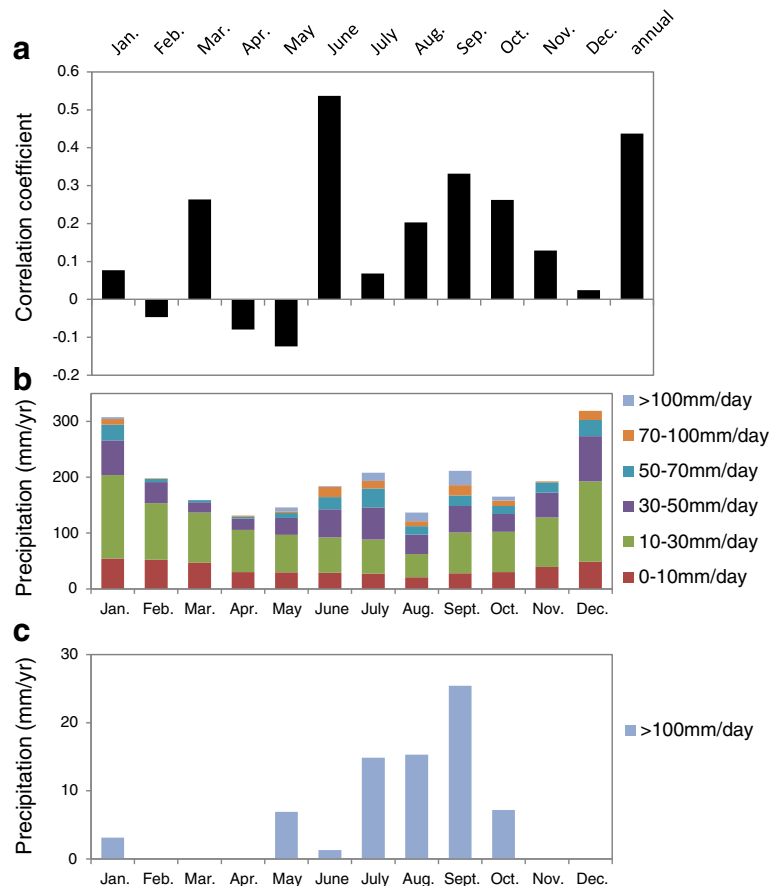 a
Jan. Feb. Mar. Apr. May June July Aug. Sep. Oct. Nov. Dec. annual
Correlation coefficient
0.6
0.5
0.4
0.3
0.2
0.1
0
-0.1
-0.2
b
Precipitation (mm/yr)
300
200
100
0
>100mm/day
70-100mm/day
50-70mm/day
30-50mm/day
10-30mm/day
0-10mm/day
Jan. Feb. Mar. Apr. May June July Aug. Sept. Oct. Nov. Dec.
c
Precipitation (mm/yr)
30
20
10
0
>100mm/day
Jan. Feb. Mar. Apr. May June July Aug. Sept. Oct. Nov. Dec.